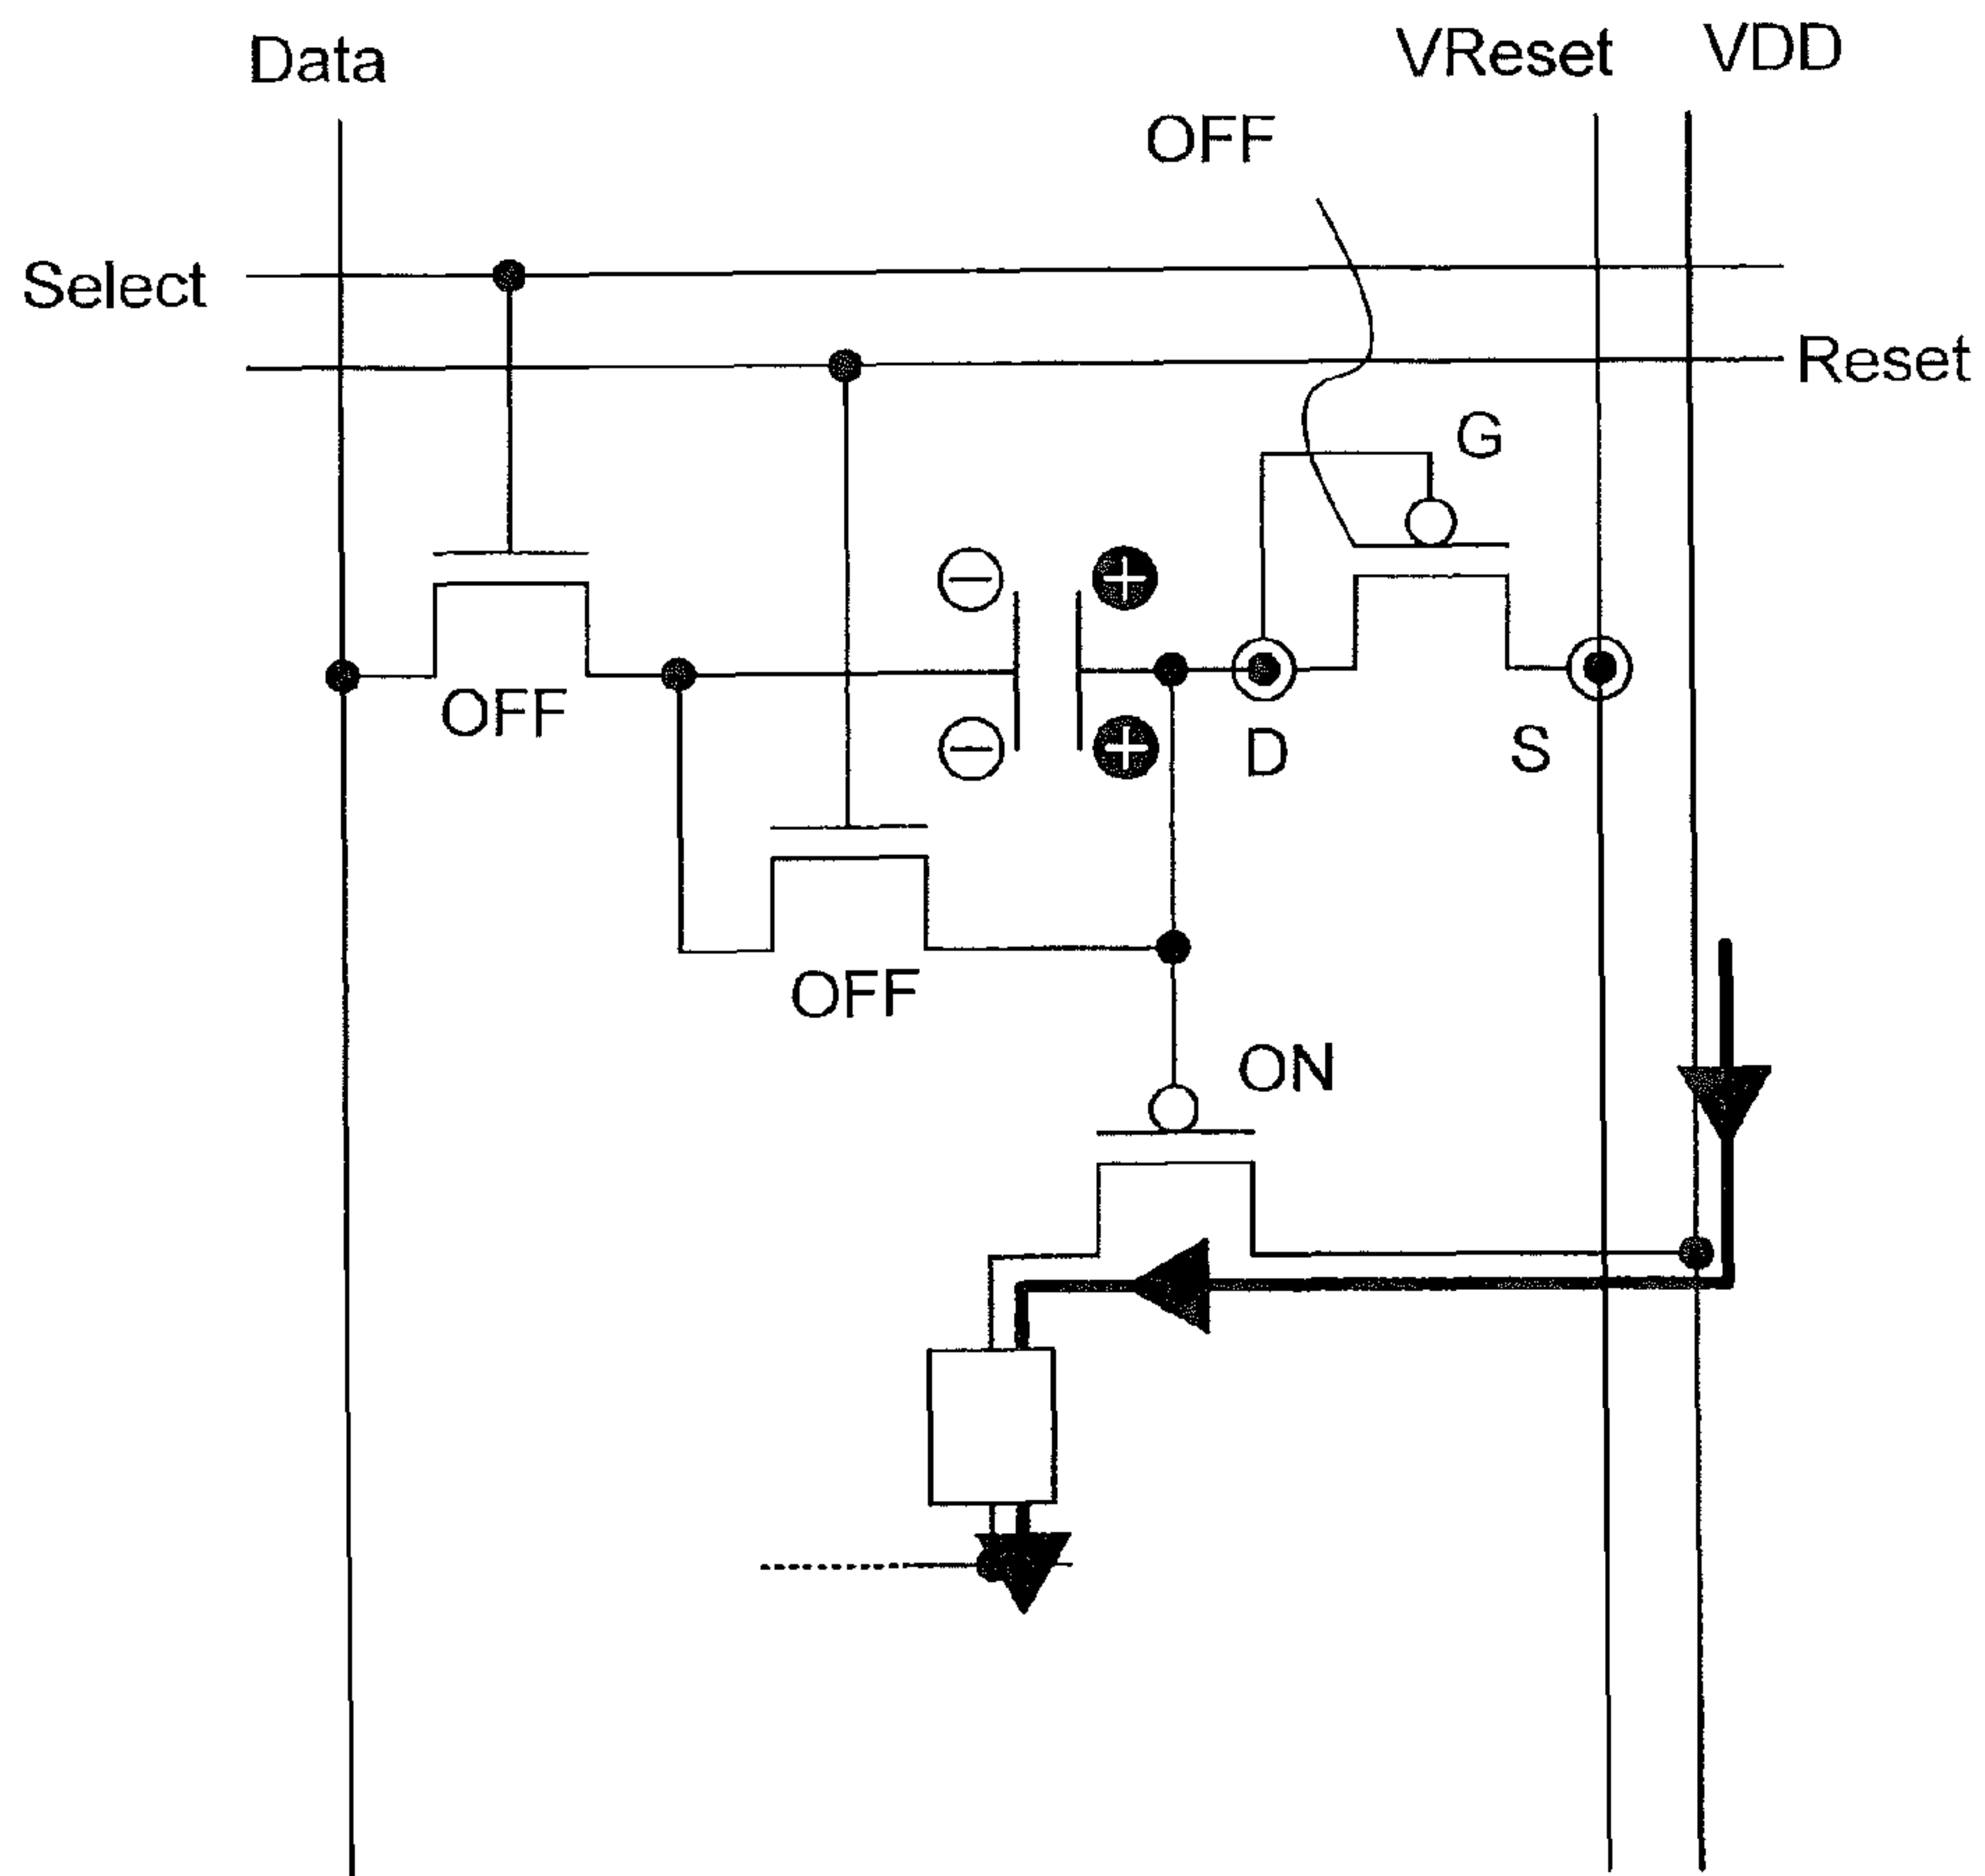 Data
VReset
VDD
OFF
Select
Reset
G
OFF
D
S
OFF
ON